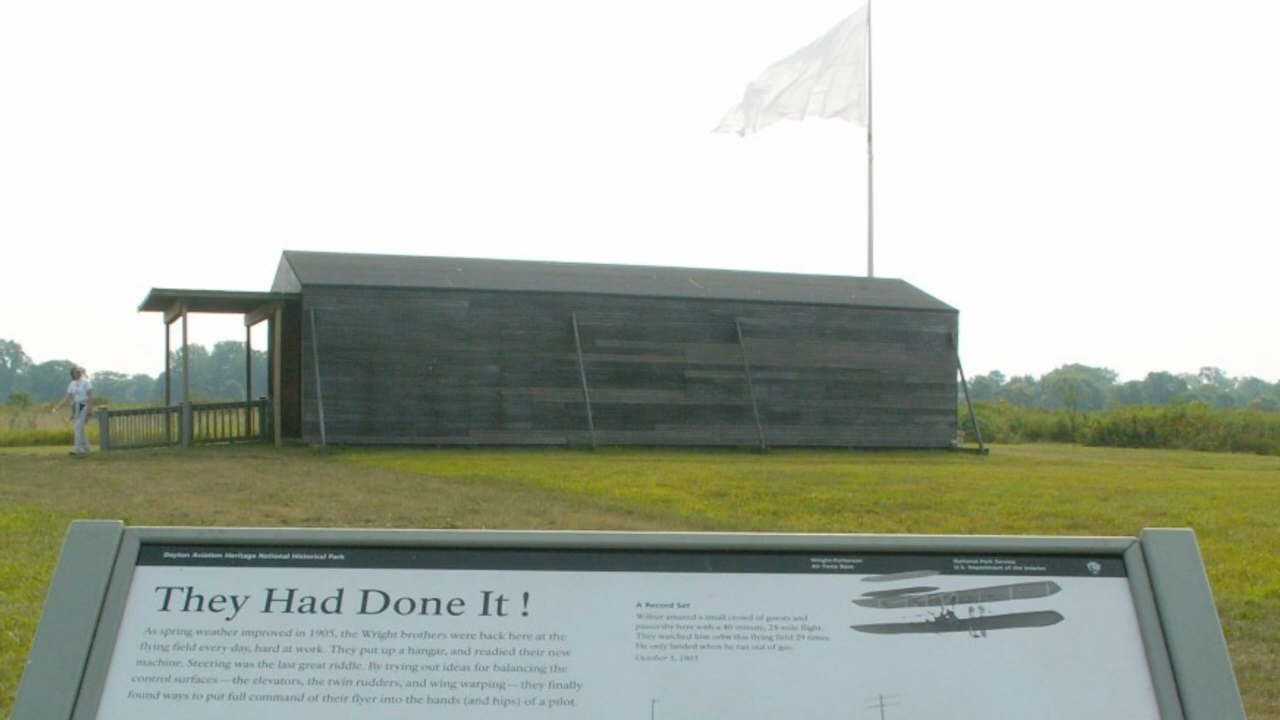 Dayton Aviation Heritage National Historical Park
Wright-Patterson
Air Force Base
National Park Service
U.S. Department of the Interior
They Had Done It !
As spring weather improved in 1905, the Wright brothers were back here at the
flying field every day, hard at work. They put up a hangar, and readied their new
machine. Steering was the last great riddle. By trying out ideas for balancing the
control surfaces—the elevators, the twin rudders, and wing warping—they finally
found ways to put full command of their flyer into the hands (and hips) of a pilot.
A Record Set
Wilbur amazed a small crowd of guests and
passersby here with a 40-minute, 24-mile flight.
They watched him orbit this flying field 29 times.
He only landed when he ran out of gas.
October 5, 1905